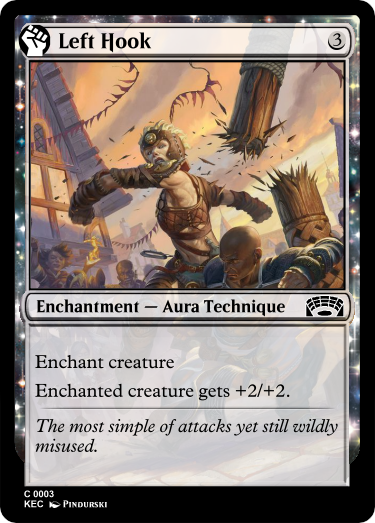 Left Hook 3
Enchantment — Aura Technique
Enchant creature
Enchanted creature gets +2/+2.
The most simple of attacks yet still wildly
misused.
C 0003
KEC Pindurski